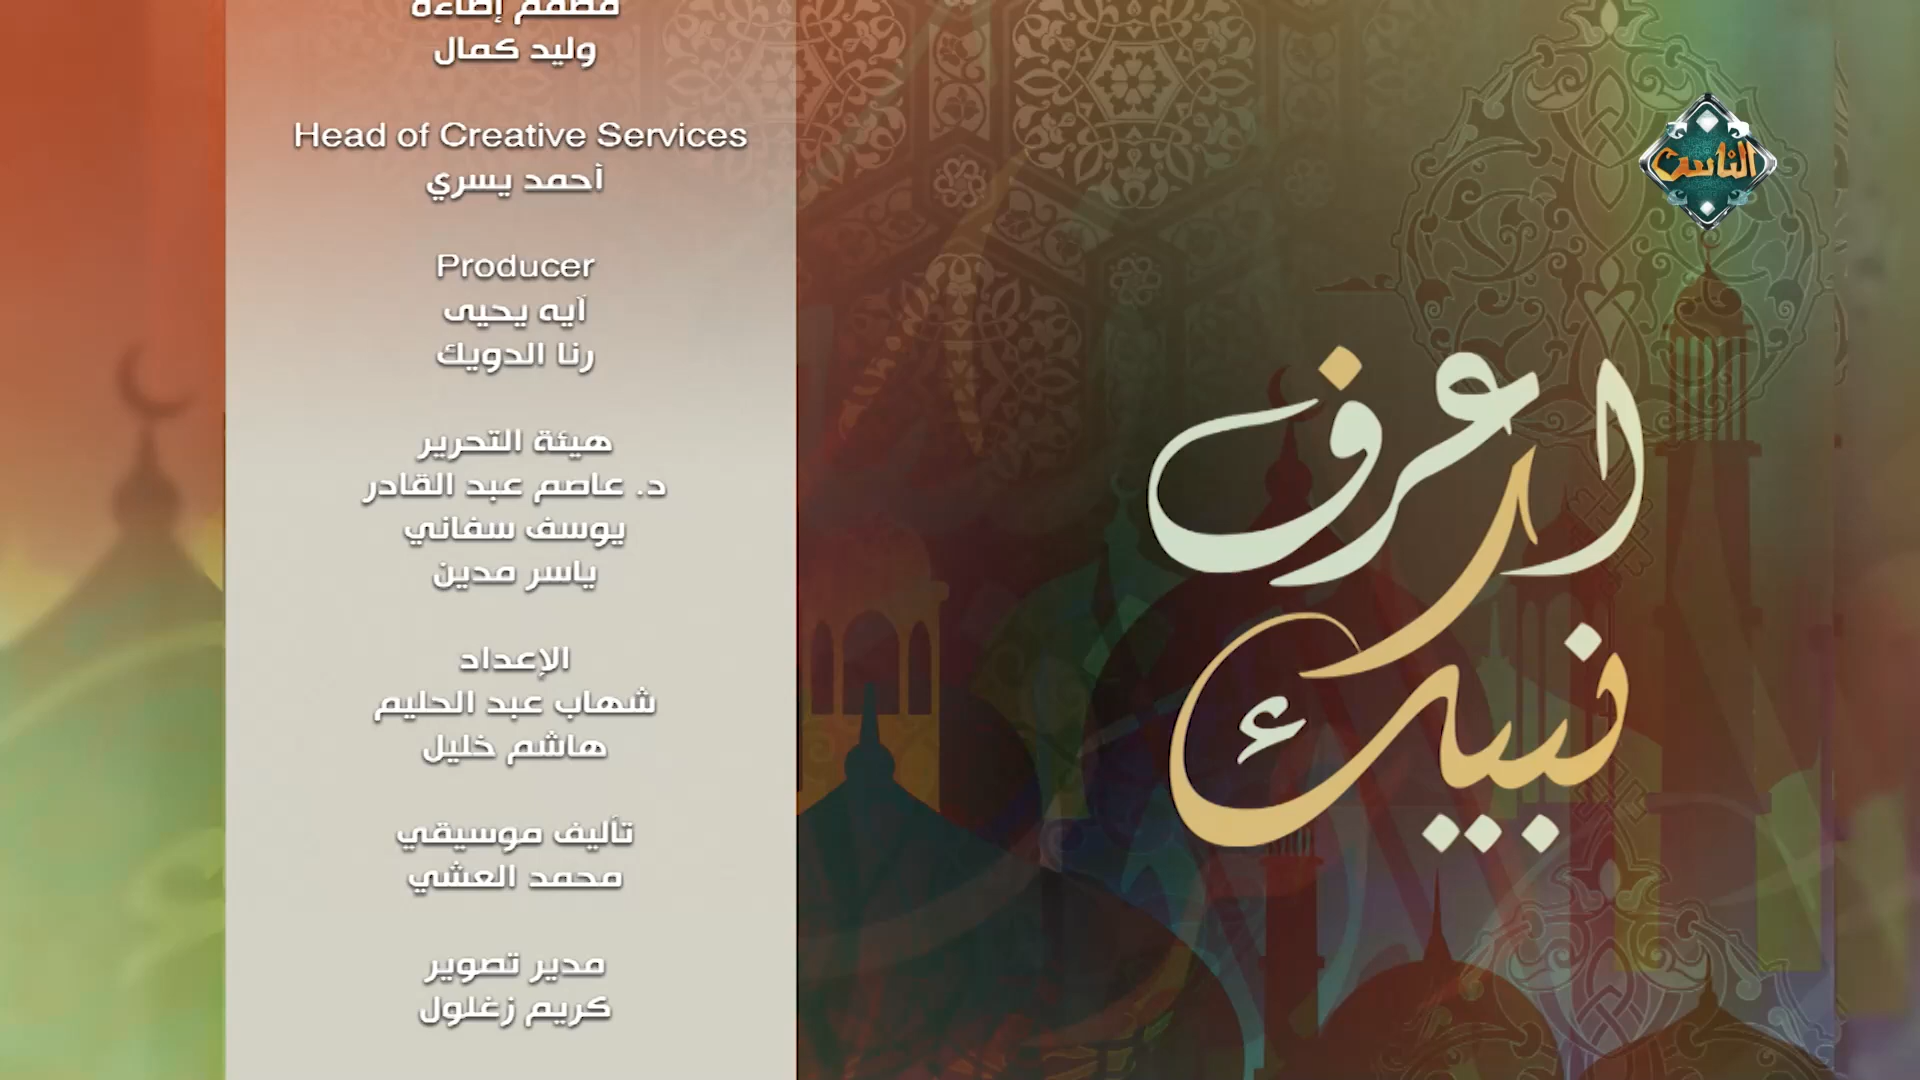 مصمم إضاءة
وليد كمال
Head of Creative Services
أحمد يسري
Producer
آيه يحيى
رنا الدويك
هيئة التحرير
د. عاصم عبد القادر
يوسف سفاني
ياسر مدين
الإعداد
شهاب عبد الحليم
هاشم خليل
تأليف موسيقي
محمد العشي
مدير تصوير
كريم زغلول
الناس
اعرف
نبيك